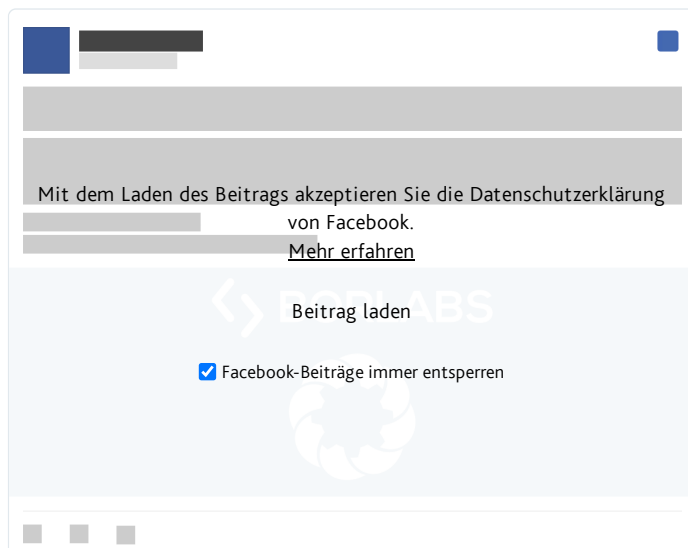 Mit dem Laden des Beitrags akzeptieren Sie die Datenschutzerklärung
von Facebook.
Mehr erfahren
Beitrag laden
Facebook-Beiträge immer entsperren